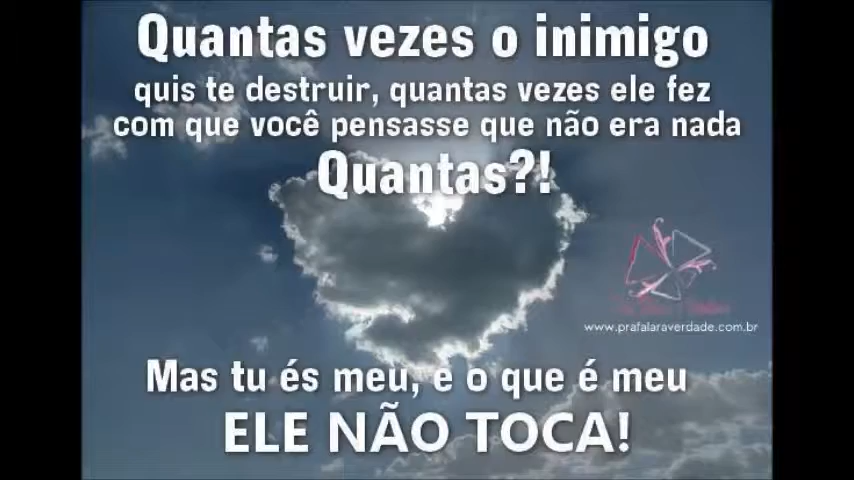 Quantas vezes o inimigo
quis te destruir, quantas vezes ele fez
com que você pensasse que não era nada
Quantas?!
www.prafalaraverdade.com.br
Mas tu és meu, e o que é meu
ELE NÃO TOCA!